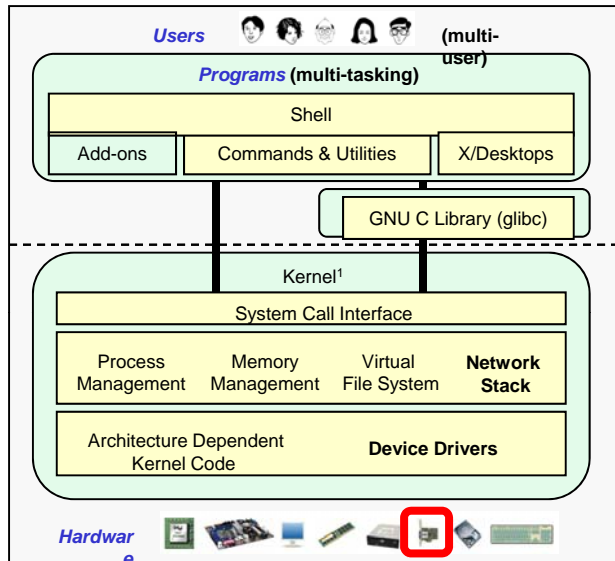 Users
(multi-
user)
Programs (multi-tasking)
Shell
Add-ons
Commands & Utilities
X/Desktops
GNU C Library (glibc)
Kernel¹
System Call Interface
Process
Management
Memory
Management
Virtual
File System
Network
Stack
Architecture Dependent
Kernel Code
Device Drivers
Hardwar
e